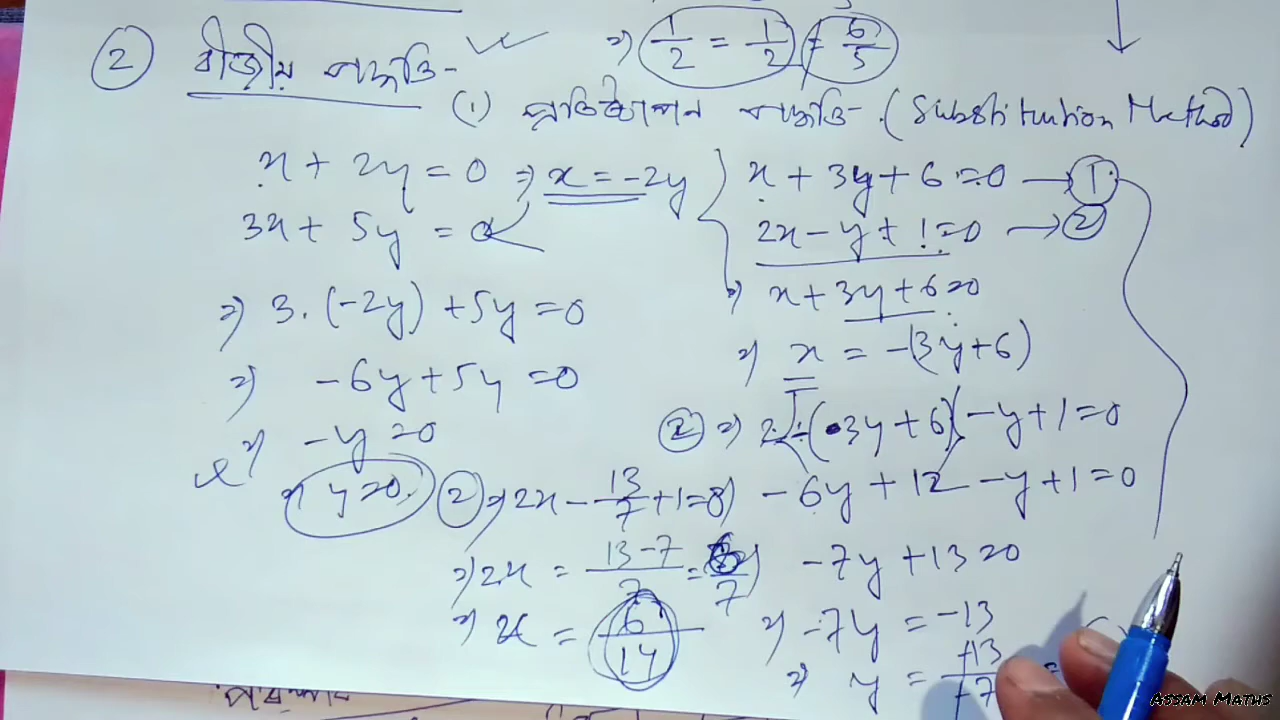 ② বীজীয় পদ্ধতি-
⇒ 1/2 = 1/2 ≠ 6/5
(1) প্ৰতিস্থাপন পদ্ধতি- (Substitution Method)
x + 2y = 0 ⇒ x = -2y
3x + 5y = 0
⇒ 3.(-2y) + 5y = 0
⇒ -6y + 5y = 0
⇒ -y = 0
⇒ y = 0
x + 3y + 6 = 0 → ①
2x - y + 1 = 0 → ②
⇒ x + 3y + 6 = 0
⇒ x = -(3y + 6)
② ⇒ 2.-(3y + 6) - y + 1 = 0
⇒ -6y + 12 - y + 1 = 0
⇒ -7y + 13 = 0
⇒ -7y = -13
⇒ y = +13/+7 =
② ⇒ 2x - 13/7 + 1 = 0
⇒ 2x = 13-7/7 = 6/7
⇒ x = 6/14
ASSAM MATHS